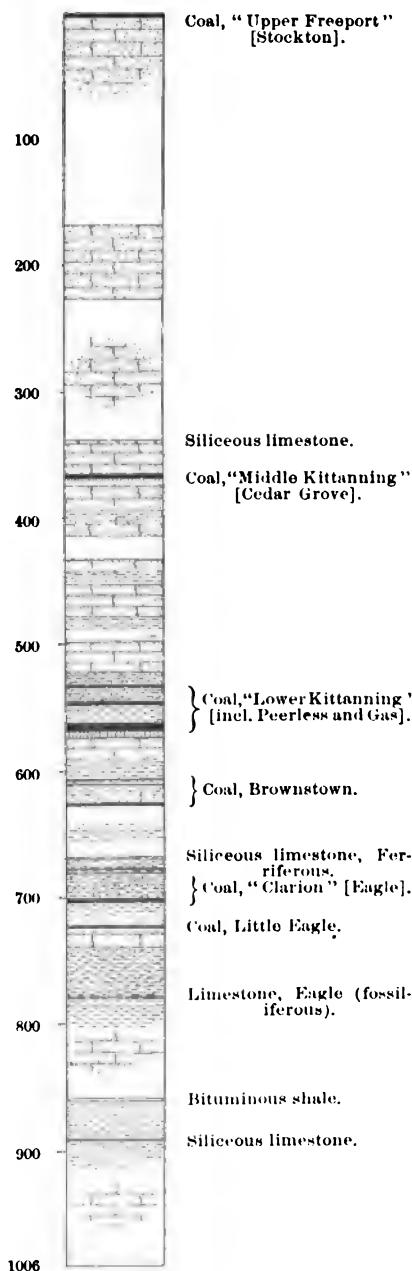 Coal, “Upper Freeport”
[Stockton].
100
200
300
Siliceous limestone.
Coal, “Middle Kittanning”
[Cedar Grove].
400
500
} Coal, “Lower Kittanning’
[incl. Peerless and Gas].
600
} Coal, Brownstown.
Siliceous limestone, Fer-
riferous.
} Coal, “Clarion” [Eagle].
700
Coal, Little Eagle.
Limestone, Eagle (fossil-
iferous).
800
Bituminous shale.
Siliceous limestone.
900
1006